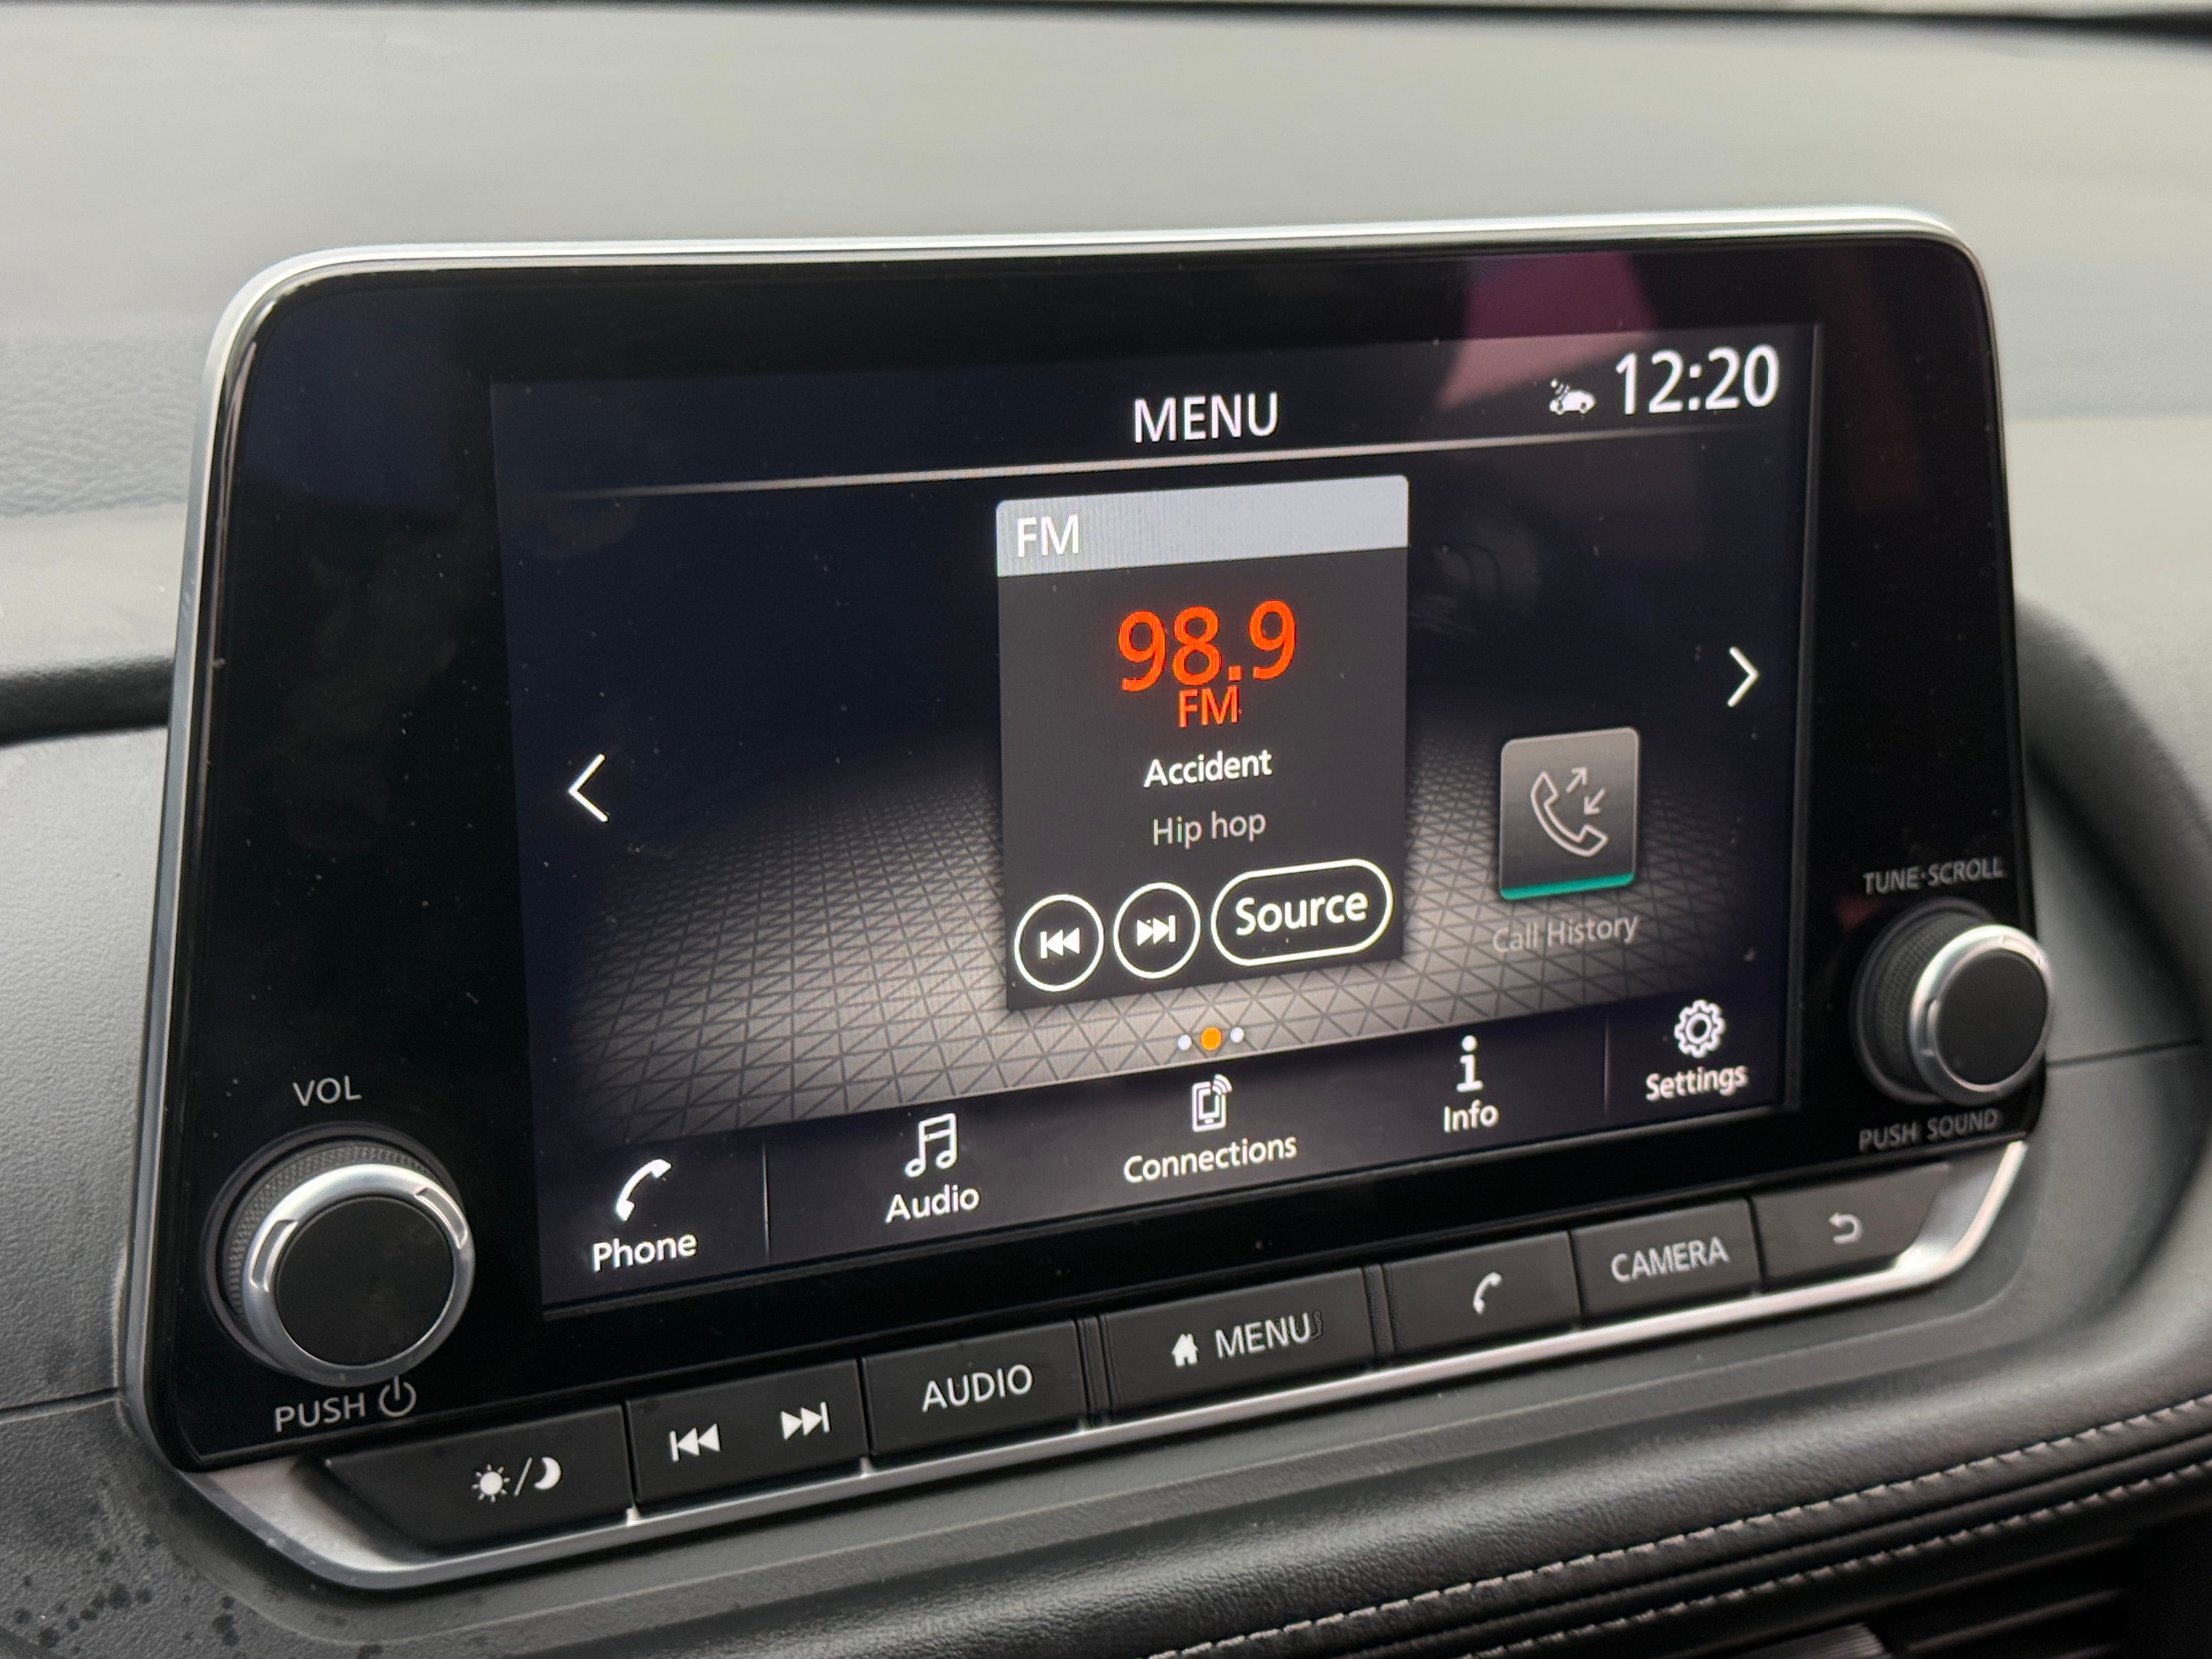 MENU
12:20
FM
98.9
FM
Accident
Hip hop
Source
Call History
Phone
Audio
Connections
Info
Settings
VOL
PUSH
TUNE·SCROLL
PUSH SOUND
AUDIO
MENU
CAMERA